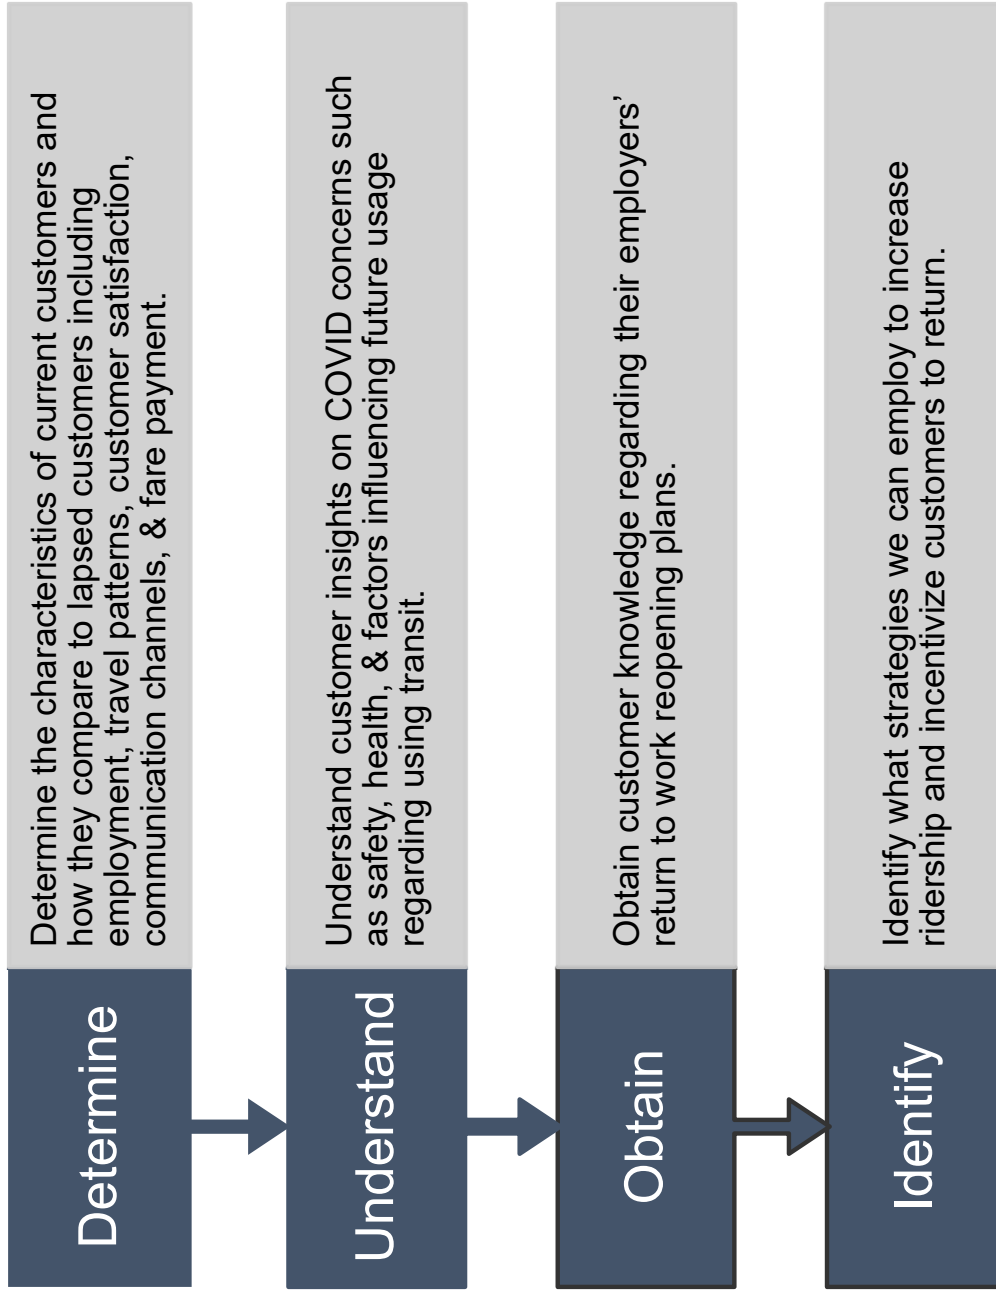 Determine
Determine the characteristics of current customers and
how they compare to lapsed customers including
employment, travel patterns, customer satisfaction,
communication channels, & fare payment.
Understand
Understand customer insights on COVID concerns such
as safety, health, & factors influencing future usage
regarding using transit.
Obtain
Obtain customer knowledge regarding their employers’
return to work reopening plans.
Identify
Identify what strategies we can employ to increase
ridership and incentivize customers to return.